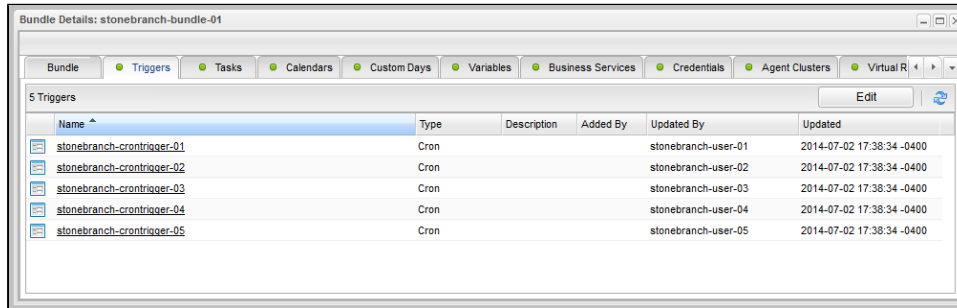 Bundle Details: stonebranch-bundle-01
Bundle Triggers Tasks Calendars Custom Days Variables Business Services Credentials Agent Clusters Virtual R
5 Triggers Edit
Name Type Description Added By Updated By Updated
stonebranch-crontrigger-01 Cron stonebranch-user-01 2014-07-02 17:38:34 -0400
stonebranch-crontrigger-02 Cron stonebranch-user-02 2014-07-02 17:38:34 -0400
stonebranch-crontrigger-03 Cron stonebranch-user-03 2014-07-02 17:38:34 -0400
stonebranch-crontrigger-04 Cron stonebranch-user-04 2014-07-02 17:38:34 -0400
stonebranch-crontrigger-05 Cron stonebranch-user-05 2014-07-02 17:38:34 -0400